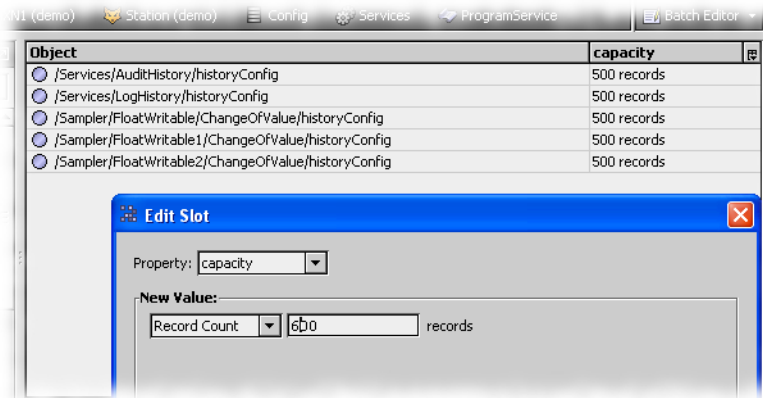 N1 (demo) Station (demo) Config Services ProgramService Batch Editor
Object capacity
/Services/AuditHistory/historyConfig 500 records
/Services/LogHistory/historyConfig 500 records
/Sampler/FloatWritable/ChangeOfValue/historyConfig 500 records
/Sampler/FloatWritable1/ChangeOfValue/historyConfig 500 records
/Sampler/FloatWritable2/ChangeOfValue/historyConfig 500 records
Edit Slot
Property: capacity
New Value:
Record Count 600 records